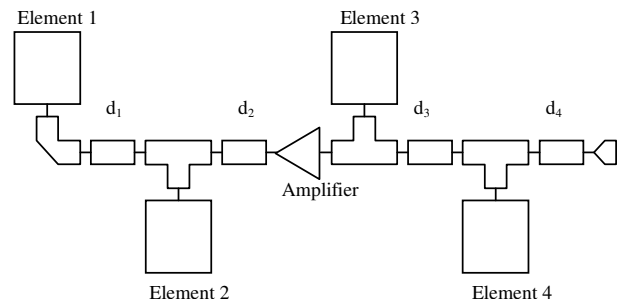 Element 1
Element 3
d₁
d₂
d₃
d₄
Amplifier
Element 2
Element 4